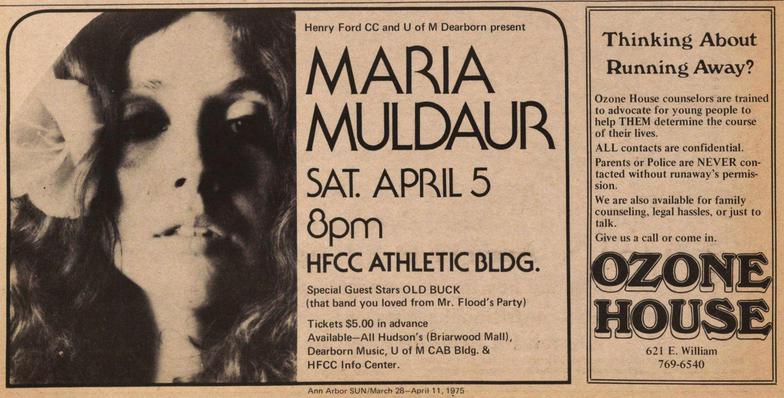 Henry Ford CC and U of M Dearborn present
MARIA
MULDAUR
SAT. APRIL 5
8pm
HFCC ATHLETIC BLDG.
Special Guest Stars OLD BUCK
(that band you loved from Mr. Flood's Party)
Tickets $5.00 in advance
Available—All Hudson's (Briarwood Mall),
Dearborn Music, U of M CAB Bldg. &
HFCC Info Center.
Ann Arbor SUN/March 28—April 11, 1975
Thinking About
Running Away?
Ozone House counselors are trained
to advocate for young people to
help THEM determine the course
of their lives.
ALL contacts are confidential.
Parents or Police are NEVER con-
tacted without runaway's permis-
sion.
We are also available for family
counseling, legal hassles, or just to
talk.
Give us a call or come in.
OZONE
HOUSE
621 E. William
769-6540